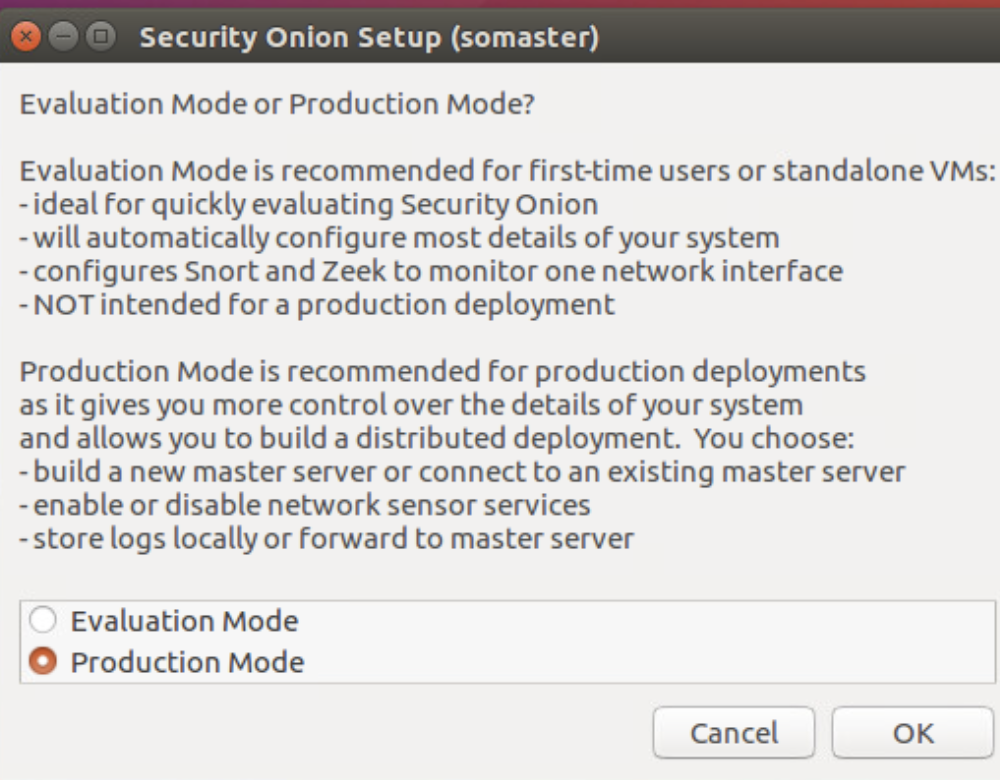 Security Onion Setup (somaster)
Evaluation Mode or Production Mode?
Evaluation Mode is recommended for first-time users or standalone VMs:
- ideal for quickly evaluating Security Onion
- will automatically configure most details of your system
- configures Snort and Zeek to monitor one network interface
- NOT intended for a production deployment
Production Mode is recommended for production deployments
as it gives you more control over the details of your system
and allows you to build a distributed deployment.  You choose:
- build a new master server or connect to an existing master server
- enable or disable network sensor services
- store logs locally or forward to master server
Evaluation Mode
Production Mode
Cancel OK